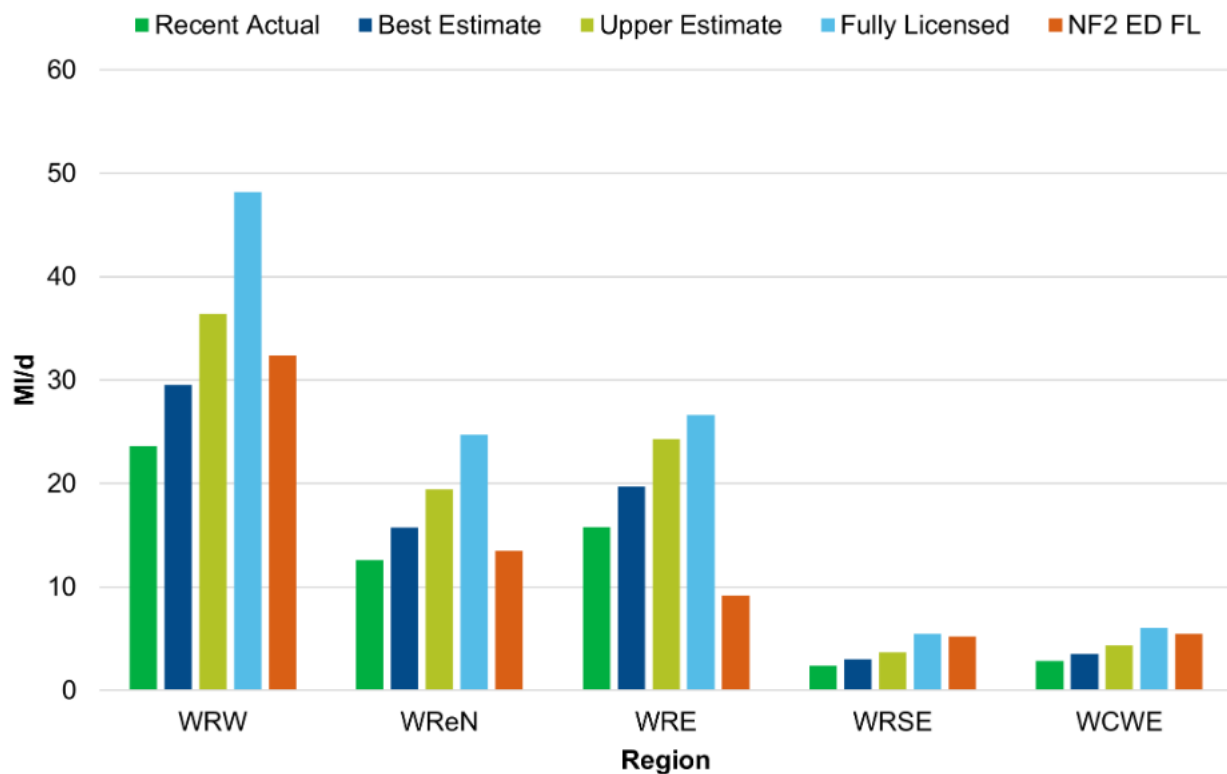 Recent Actual Best Estimate Upper Estimate Fully Licensed NF2 ED FL
60
50
40
30
20
10
0
Ml/d
WRW WReN WRE WRSE WCWE
Region